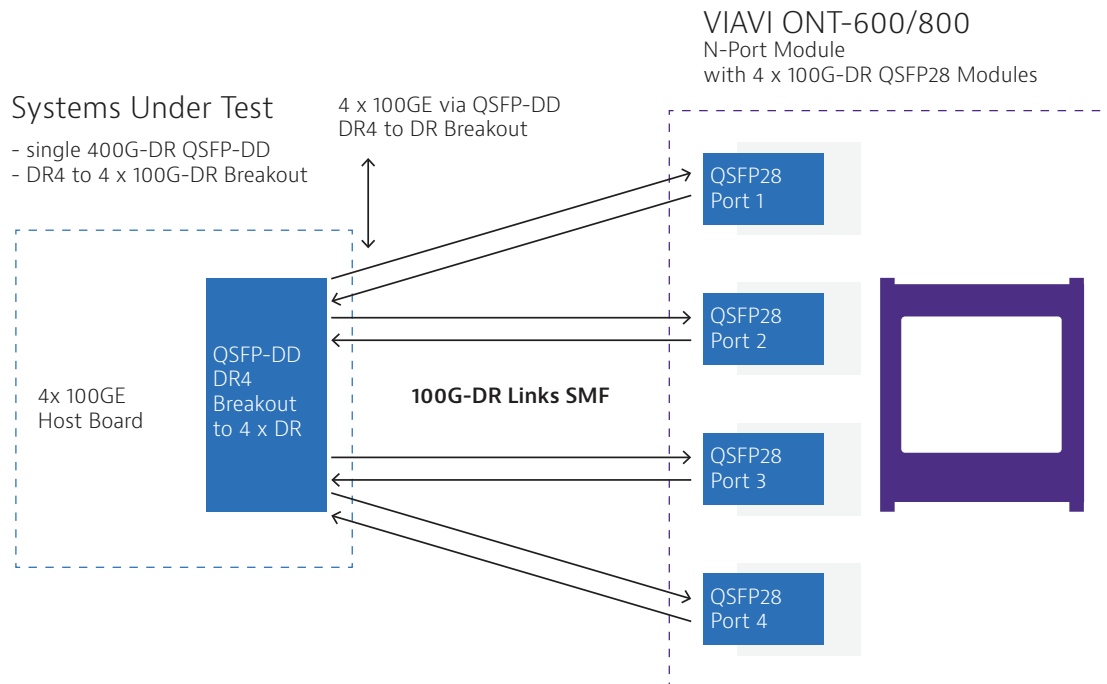 VIAVI ONT-600/800
N-Port Module
with 4 x 100G-DR QSFP28 Modules
Systems Under Test
- single 400G-DR QSFP-DD
- DR4 to 4 x 100G-DR Breakout
4 x 100GE via QSFP-DD
DR4 to DR Breakout
QSFP28
Port 1
QSFP28
Port 2
4x 100GE
Host Board
QSFP-DD
DR4
Breakout
to 4 x DR
100G-DR Links SMF
QSFP28
Port 3
QSFP28
Port 4